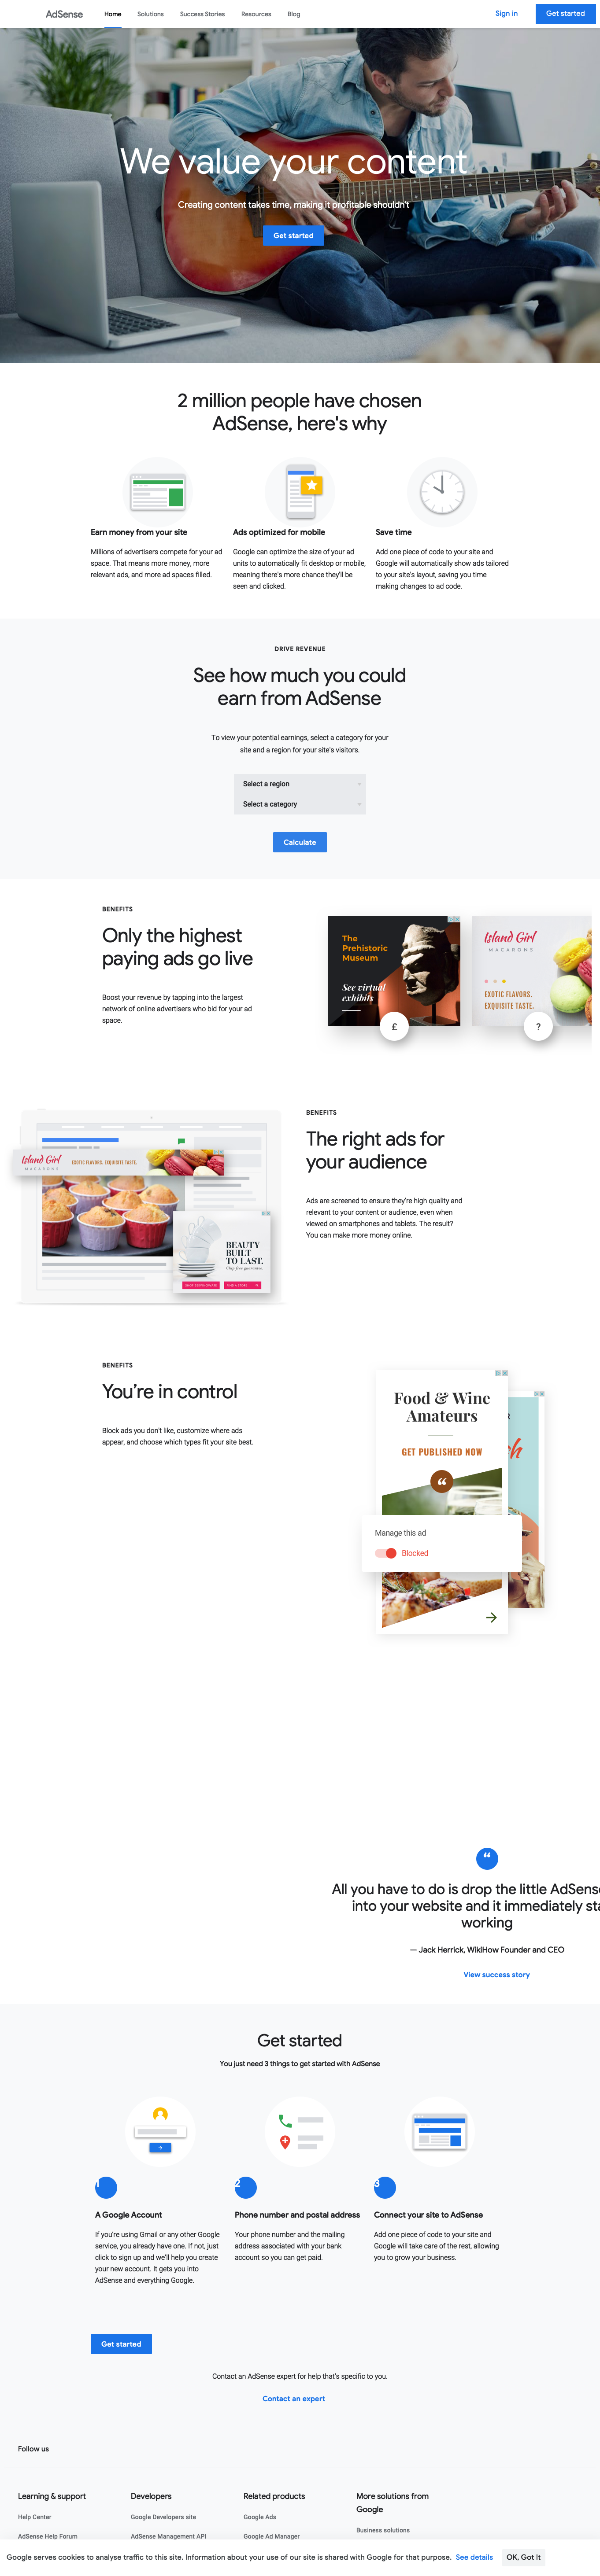 AdSense
Home
Solutions
Success Stories
Resources
Blog
Sign in
Get started
We value your content
Creating content takes time, making it profitable shouldn't
Get started
2 million people have chosen
AdSense, here's why
Earn money from your site
Millions of advertisers compete for your ad
space. That means more money, more
relevant ads, and more ad spaces filled.
Ads optimized for mobile
Google can optimize the size of your ad
units to automatically fit desktop or mobile,
meaning there's more chance they'll be
seen and clicked.
Save time
Add one piece of code to your site and
Google will automatically show ads tailored
to your site's layout, saving you time
making changes to ad code.
DRIVE REVENUE
See how much you could
earn from AdSense
To view your potential earnings, select a category for your
site and a region for your site's visitors.
Select a region
Select a category
Calculate
BENEFITS
Only the highest
paying ads go live
Boost your revenue by tapping into the largest
network of online advertisers who bid for your ad
space.
The
Prehistoric
Museum
See virtual
exhibits
£
Island Girl
MACARONS
EXOTIC FLAVORS.
EXQUISITE TASTE.
?
Island Girl
MACARONS
EXOTIC FLAVORS. EXQUISITE TASTE.
BEAUTY
BUILT
TO LAST.
Chip free guarantee.
BENEFITS
The right ads for
your audience
Ads are screened to ensure they're high quality and
relevant to your content or audience, even when
viewed on smartphones and tablets. The result?
You can make more money online.
BENEFITS
You're in control
Block ads you don't like, customize where ads
appear, and choose which types fit your site best.
Food & Wine
Amateurs
GET PUBLISHED NOW
“
Manage this ad
Blocked
“
All you have to do is drop the little AdSens
into your website and it immediately sta
working
— Jack Herrick, WikiHow Founder and CEO
View success story
Get started
You just need 3 things to get started with AdSense
1
A Google Account
If you're using Gmail or any other Google
service, you already have one. If not, just
click to sign up and we'll help you create
your new account. It gets you into
AdSense and everything Google.
2
Phone number and postal address
Your phone number and the mailing
address associated with your bank
account so you can get paid.
3
Connect your site to AdSense
Add one piece of code to your site and
Google will take care of the rest, allowing
you to grow your business.
Get started
Contact an AdSense expert for help that's specific to you.
Contact an expert
Follow us
Learning & support
Help Center
AdSense Help Forum
Developers
Google Developers site
AdSense Management API
Related products
Google Ads
Google Ad Manager
More solutions from
Google
Business solutions
Google serves cookies to analyse traffic to this site. Information about your use of our site is shared with Google for that purpose. See details
OK, Got It